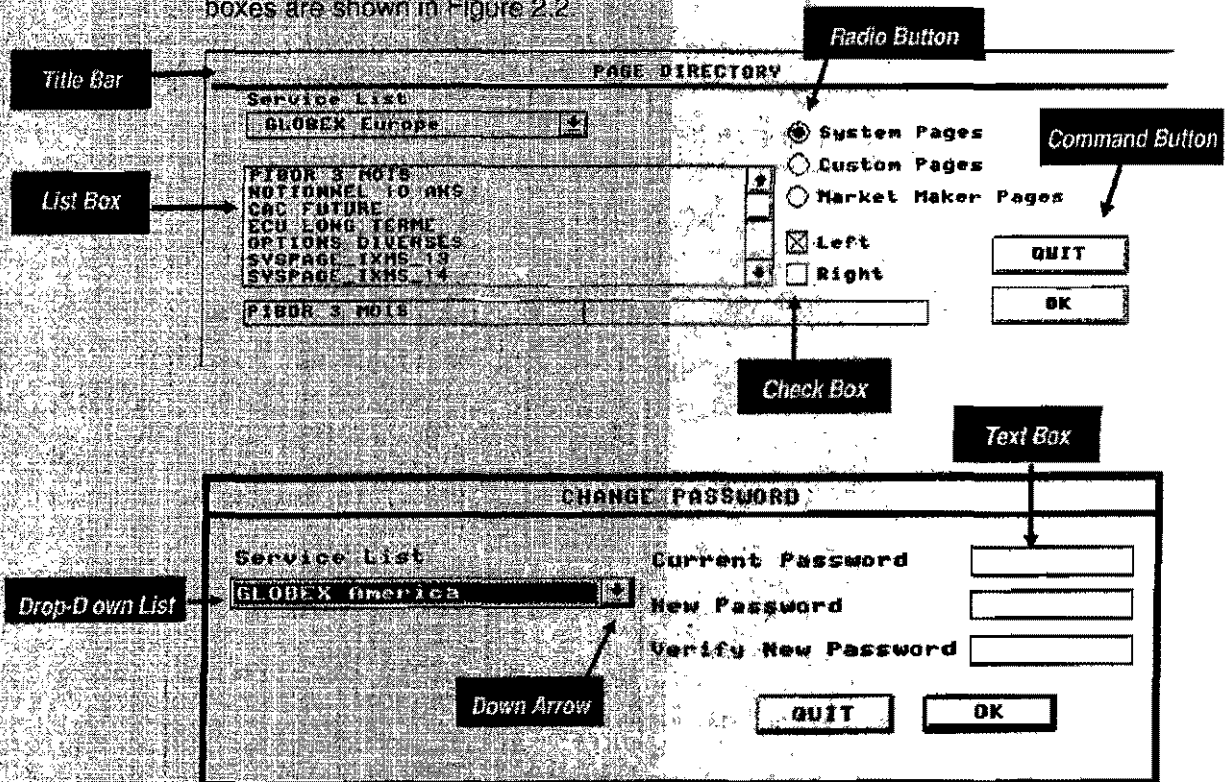 boxes are shown in Figure 2.2
Radio Button
Title Bar
PAGE DIRECTORY
Service List
GLOBEX Europe
System Pages
Command Button
Custom Pages
List Box
PIBOR 3 MOIS
NOTIONNEL 10 ANS
CAC FUTURE
ECU LONG TERME
OPTIONS DIVERSES
SYSPAGE_IXMS_13
SYSPAGE_IXMS_14
Market Maker Pages
Left
Right
QUIT
OK
PIBOR 3 MOIS
Check Box
Text Box
CHANGE PASSWORD
Service List
Current Password
Drop-Down List
GLOBEX America
New Password
Verify New Password
Down Arrow
QUIT
OK